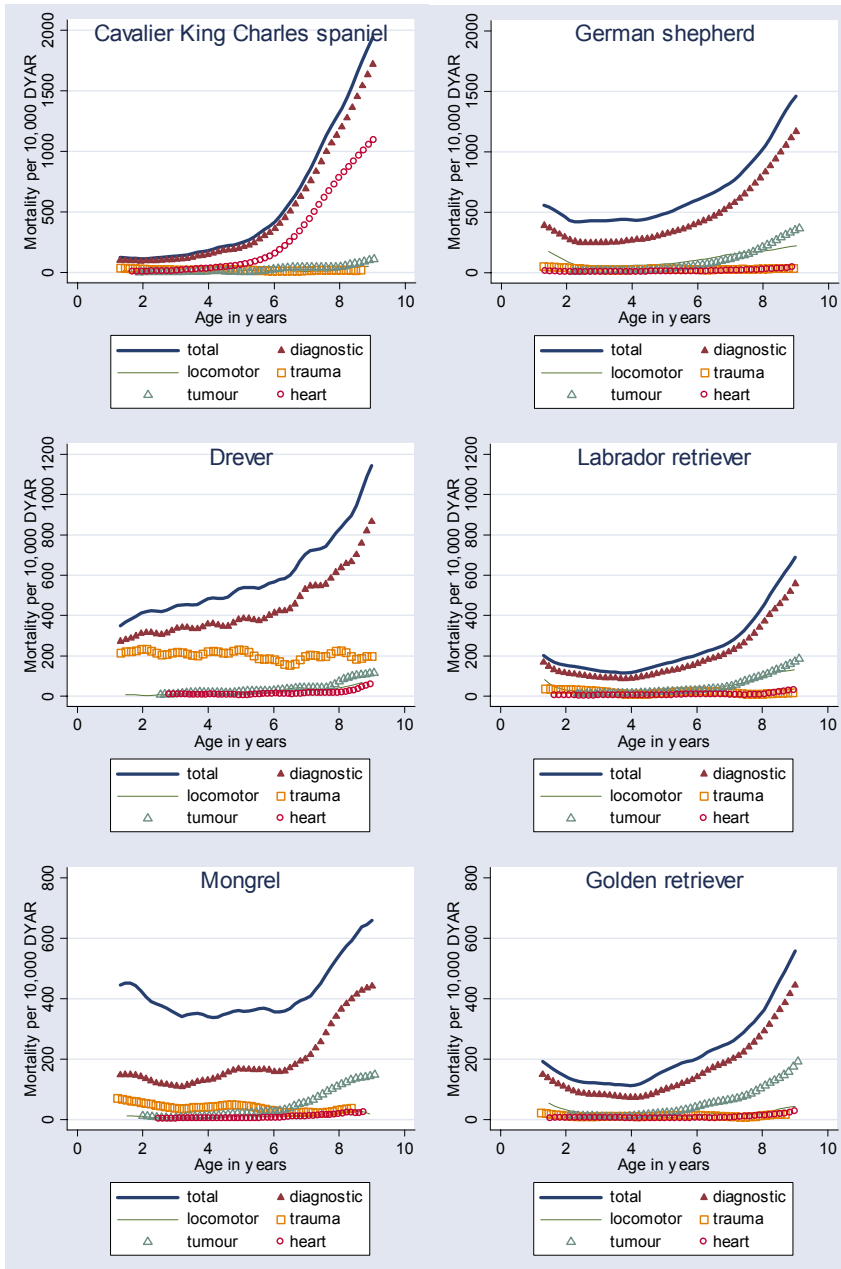 Cavalier King Charles spaniel
Mortality per 10,000 DYAR
2000
1500
1000
500
0
0 2 4 6 8 10
Age in years
total diagnostic
locomotor trauma
tumour heart
German shepherd
Mortality per 10,000 DYAR
2000
1500
1000
500
0
0 2 4 6 8 10
Age in years
total diagnostic
locomotor trauma
tumour heart
Drever
Mortality per 10,000 DYAR
1200
1000
800
600
400
200
0
0 2 4 6 8 10
Age in years
total diagnostic
locomotor trauma
tumour heart
Labrador retriever
Mortality per 10,000 DYAR
1200
1000
800
600
400
200
0
0 2 4 6 8 10
Age in years
total diagnostic
locomotor trauma
tumour heart
Mongrel
Mortality per 10,000 DYAR
800
600
400
200
0
0 2 4 6 8 10
Age in years
total diagnostic
locomotor trauma
tumour heart
Golden retriever
Mortality per 10,000 DYAR
800
600
400
200
0
0 2 4 6 8 10
Age in years
total diagnostic
locomotor trauma
tumour heart